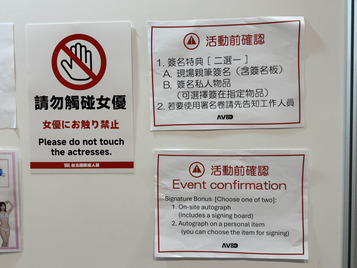 請勿觸碰女優
女優にお触り禁止
Please do not touch
the actresses.
活動前確認
1. 簽名特典[二選一]
A. 現場親筆簽名(含簽名板)
B. 簽名私人物品
(可選擇簽在指定物品)
2. 若要使用署名卷請先告知工作人員
活動前確認
Event confirmation
Signature Bonus [Choose one of two]:
1. On-site autograph
(includes a signing board)
2. Autograph on a personal item
(you can choose the item for signing)